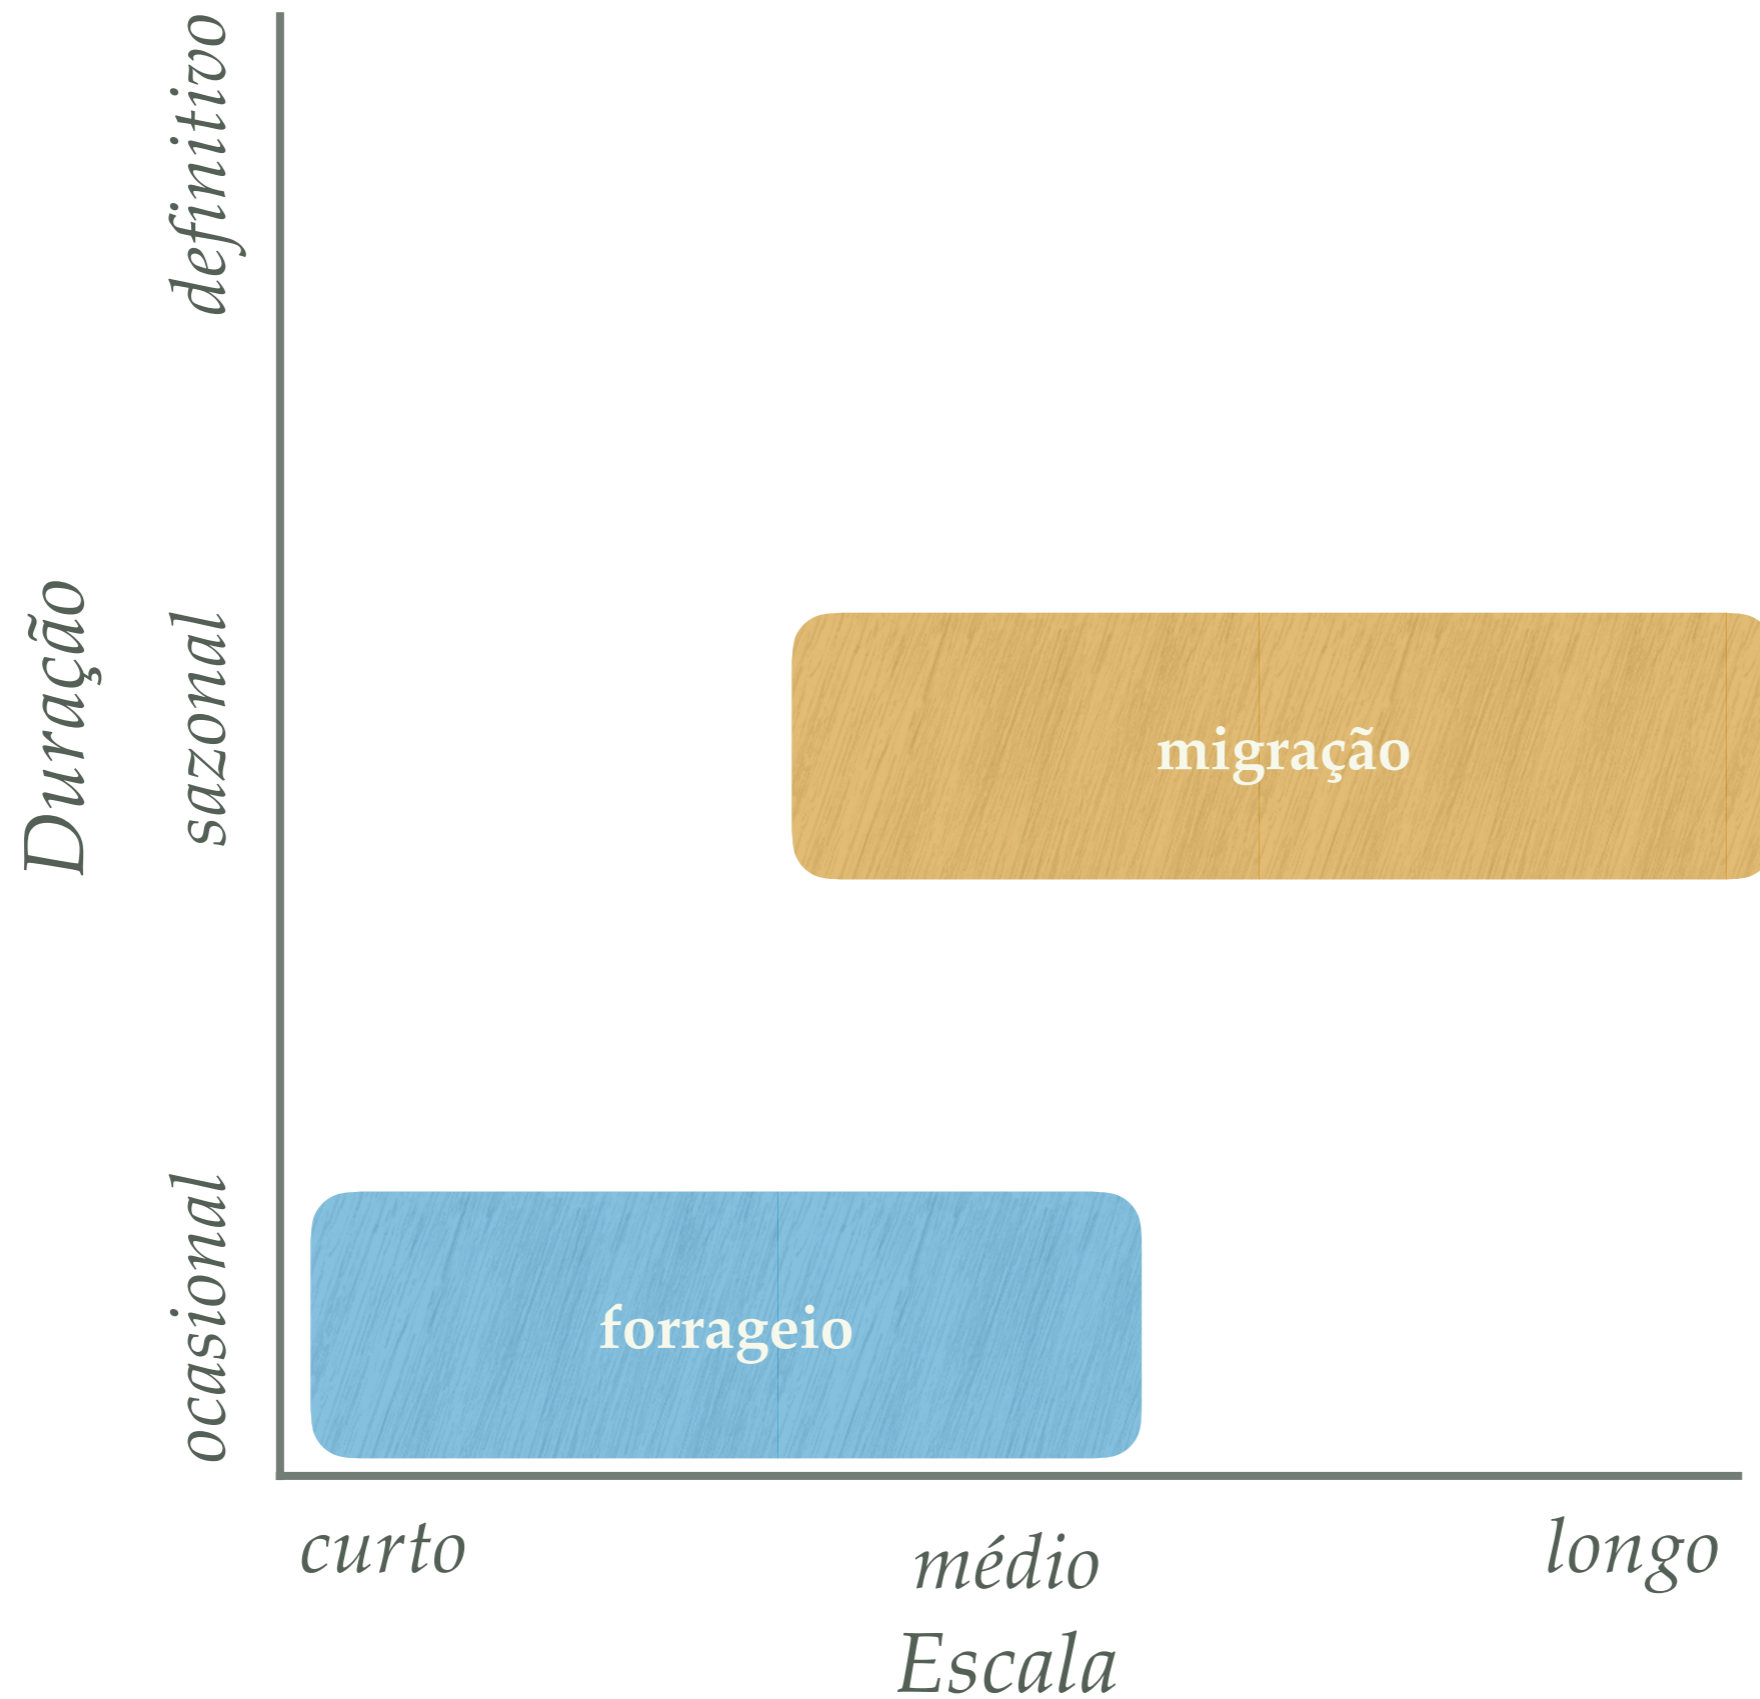 definitivo
Duração
sazonal
migração
ocasional
forrageio
curto
médio
longo
Escala